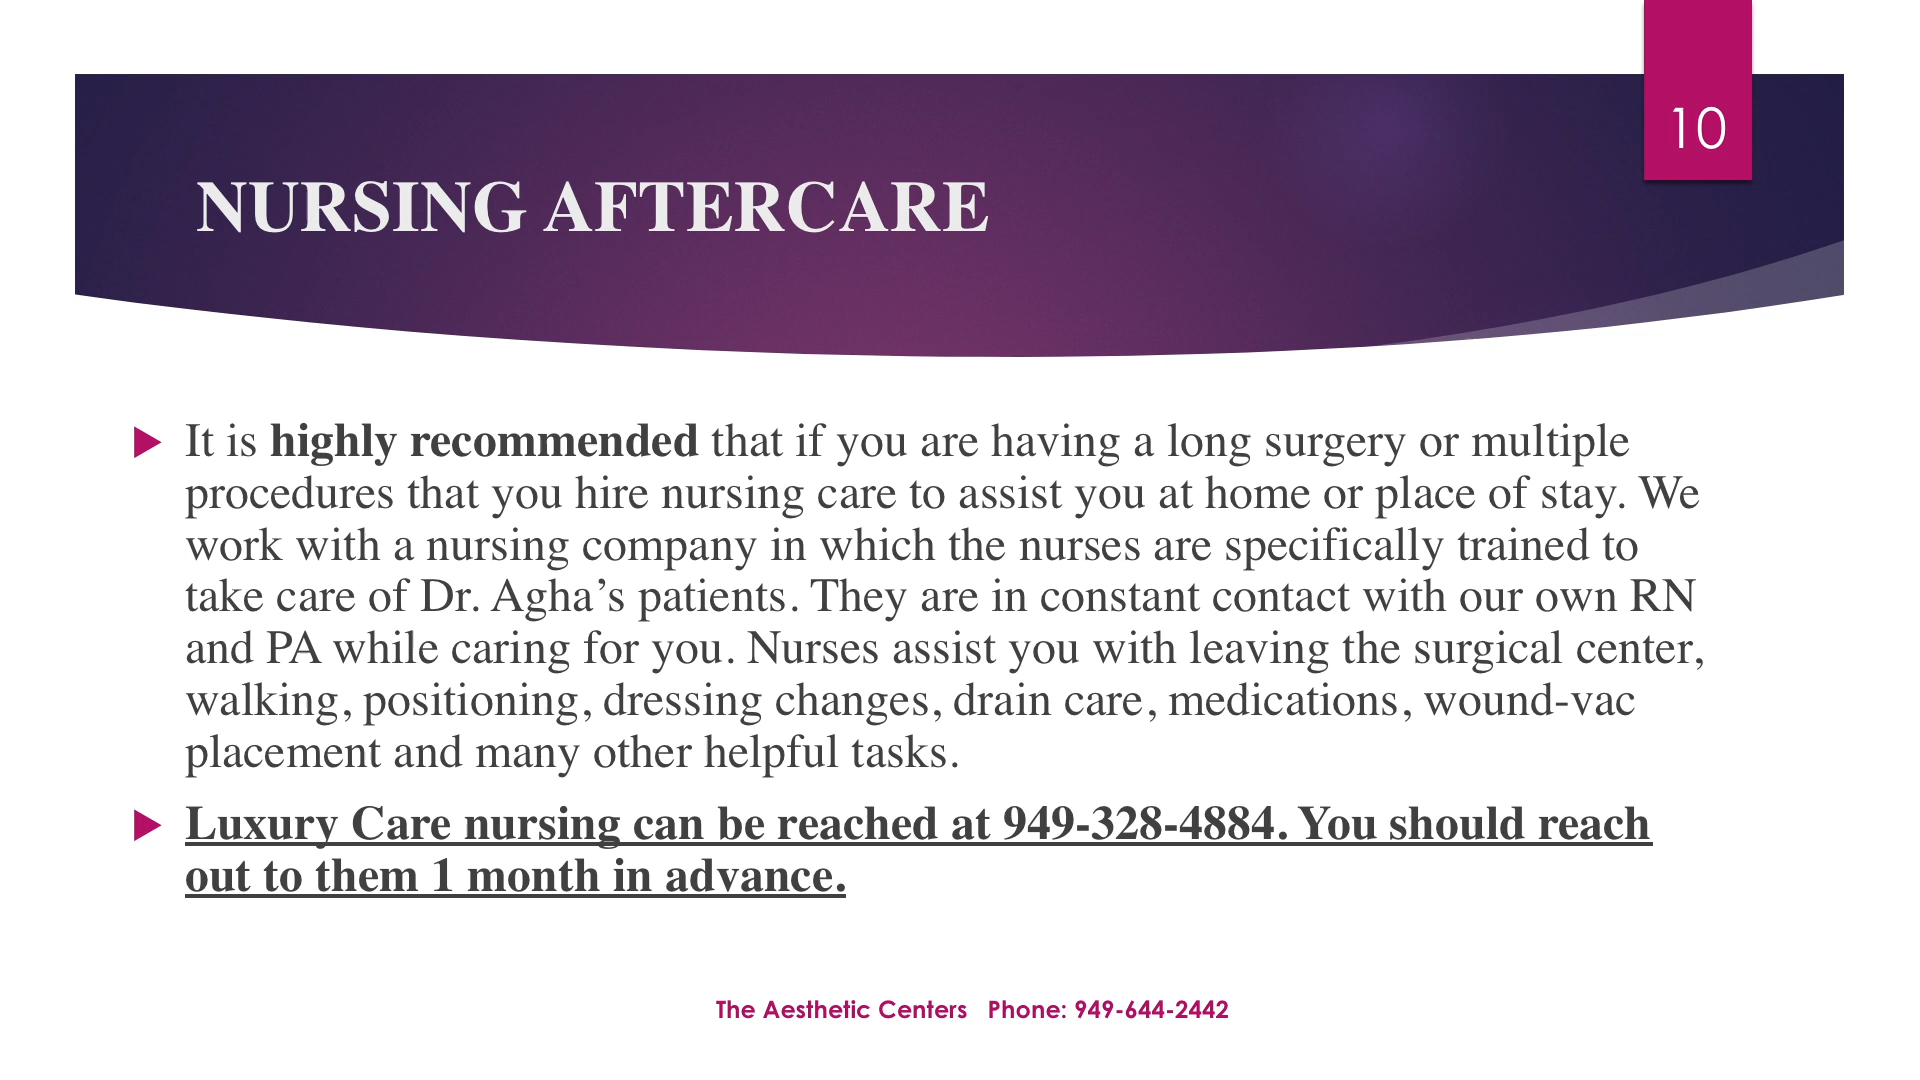 10
NURSING AFTERCARE
It is highly recommended that if you are having a long surgery or multiple
procedures that you hire nursing care to assist you at home or place of stay. We
work with a nursing company in which the nurses are specifically trained to
take care of Dr. Agha’s patients. They are in constant contact with our own RN
and PA while caring for you. Nurses assist you with leaving the surgical center,
walking, positioning, dressing changes, drain care, medications, wound-vac
placement and many other helpful tasks.
Luxury Care nursing can be reached at 949-328-4884. You should reach
out to them 1 month in advance.
The Aesthetic Centers Phone: 949-644-2442